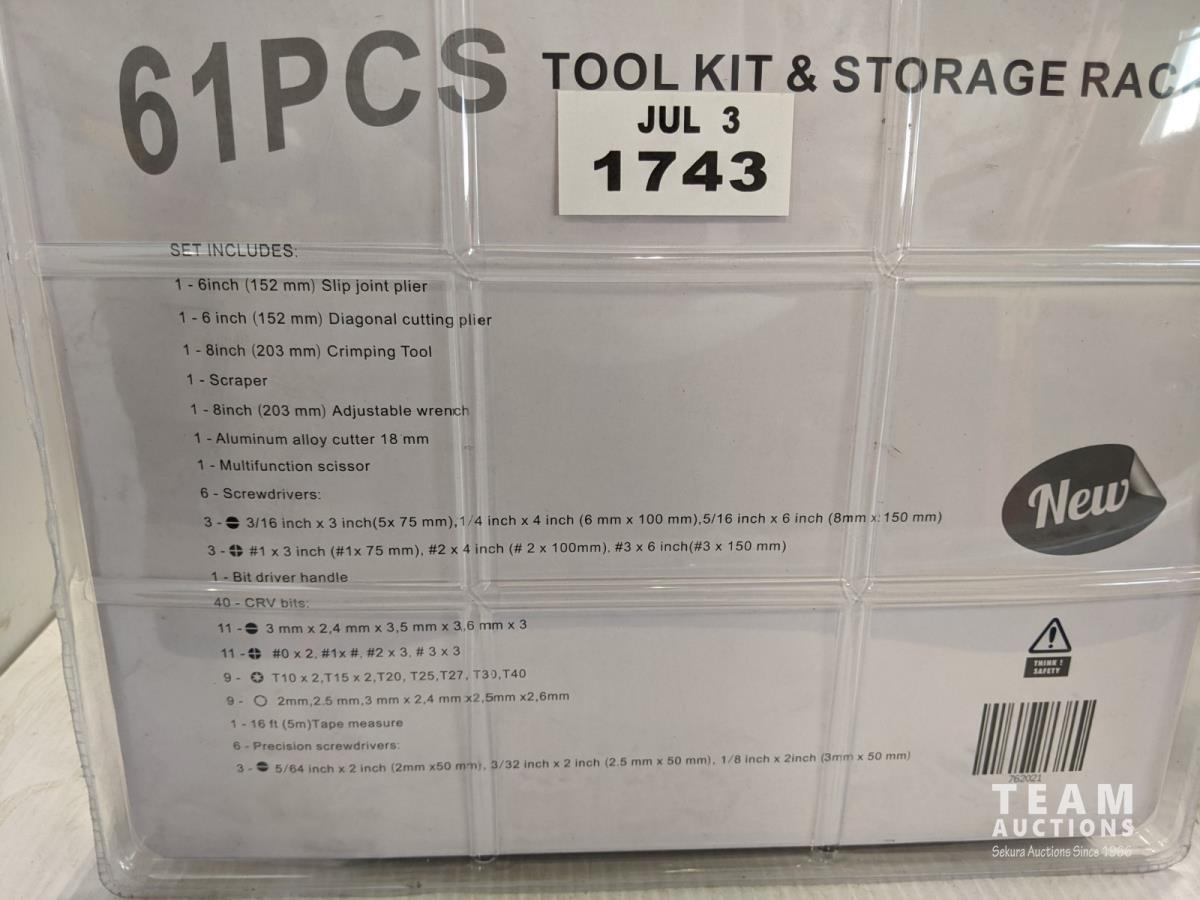 61PCS TOOL KIT & STORAGE RAC
JUL 3
1743
SET INCLUDES:
1 - 6inch (152 mm) Slip joint plier
1 - 6 inch (152 mm) Diagonal cutting plier
1 - 8inch (203 mm) Crimping Tool
1 - Scraper
1 - 8inch (203 mm) Adjustable wrench
1 - Aluminum alloy cutter 18 mm
1 - Multifunction scissor
6 - Screwdrivers:
3 - 3/16 inch x 3 inch(5x 75 mm),1/4 inch x 4 inch (6 mm x 100 mm),5/16 inch x 6 inch (8mm x 150 mm)
3 - #1 x 3 inch (#1x 75 mm), #2 x 4 inch (# 2 x 100mm), #3 x 6 inch(#3 x 150 mm)
New
1 - Bit driver handle
40 - CRV bits:
11 - 3 mm x 2,4 mm x 3,5 mm x 3,6 mm x 3
11 - #0 x 2, #1x #, #2 x 3, # 3 x 3
9 - T10 x 2,T15 x 2,T20, T25,T27, T30,T40
9 - 2mm,2.5 mm,3 mm x 2,4 mm x2,5mm x2,6mm
THINK !
SAFETY
1 - 16 ft (5m)Tape measure
6 - Precision screwdrivers:
3 - 5/64 inch x 2 inch (2mm x50 mm), 3/32 inch x 2 inch (2.5 mm x 50 mm), 1/8 inch x 2inch (3mm x 50 mm)
762021
TEAM
AUCTIONS
Sekura Auctions Since 1966